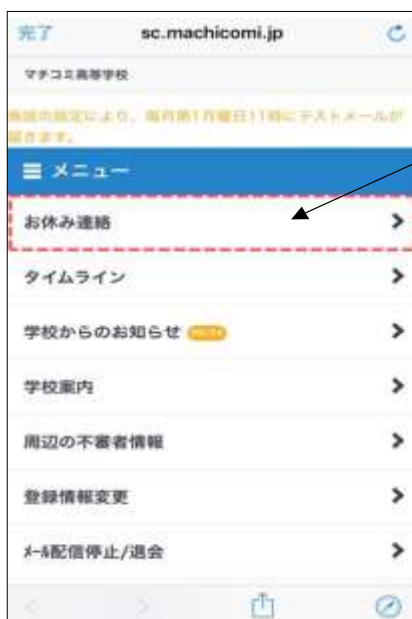 完了 sc.machicomi.jp
マチコミ高等学校
施設の設定により、毎月第1月曜日11時にテストメールが
届きます。
メニュー
お休み連絡
タイムライン
学校からのお知らせ
学校案内
周辺の不審者情報
登録情報変更
メール配信停止/退会